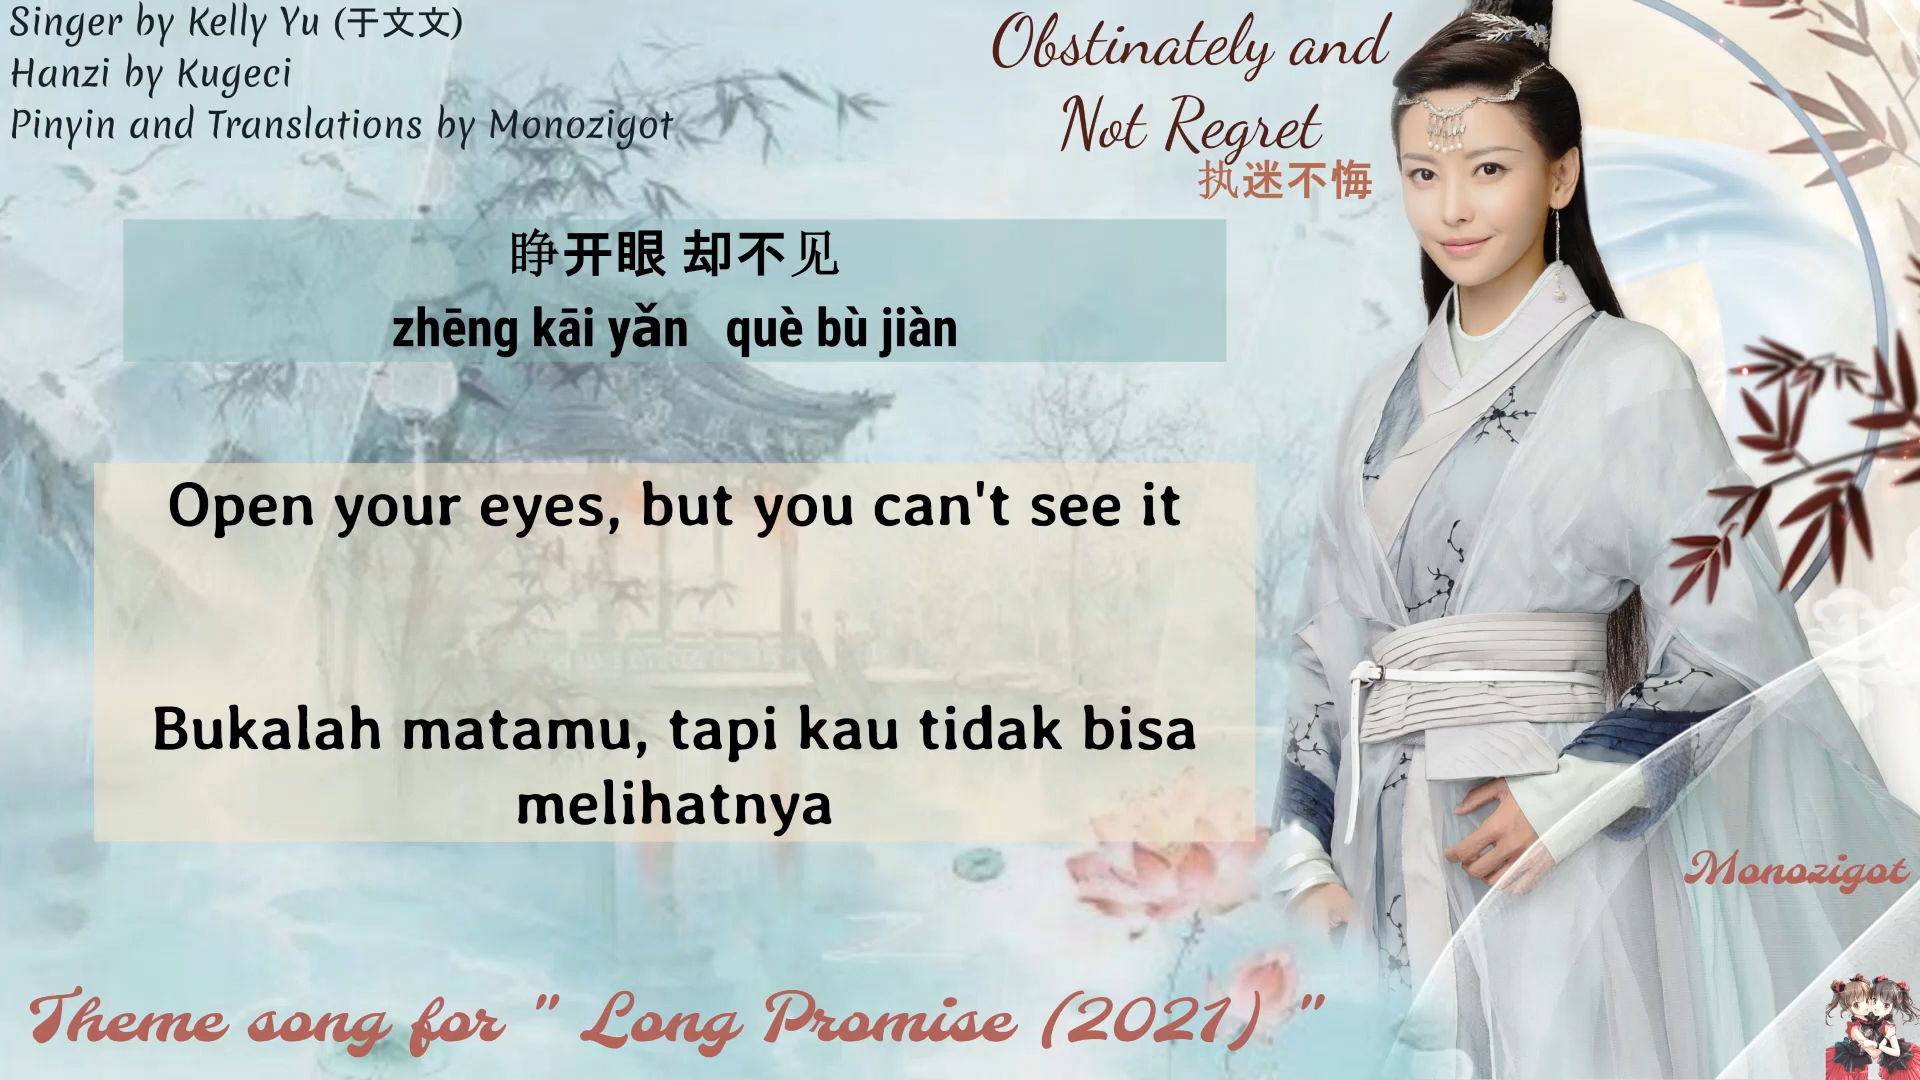 Singer by Kelly Yu (于文文)
Hanzi by Kugeci
Pinyin and Translations by Monozigot
Obstinately and
Not Regret
执迷不悔
睁开眼 却不见
zhēng kāi yǎn què bù jiàn
Open your eyes, but you can't see it
Bukalah matamu, tapi kau tidak bisa
melihatnya
Monozigot
Theme song for " Long Promise (2021) "